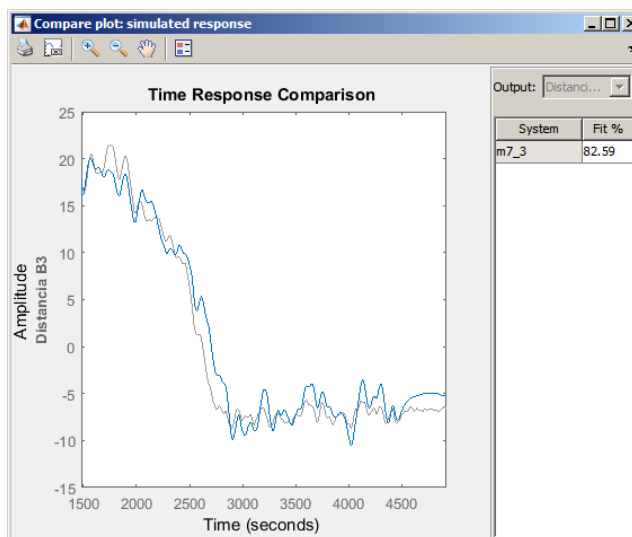 Compare plot: simulated response
Time Response Comparison
Output: Distanci...
System Fit %
m7_3 82.59
Amplitude
Distancia B3
25
20
15
10
5
0
-5
-10
-15
1500 2000 2500 3000 3500 4000 4500
Time (seconds)